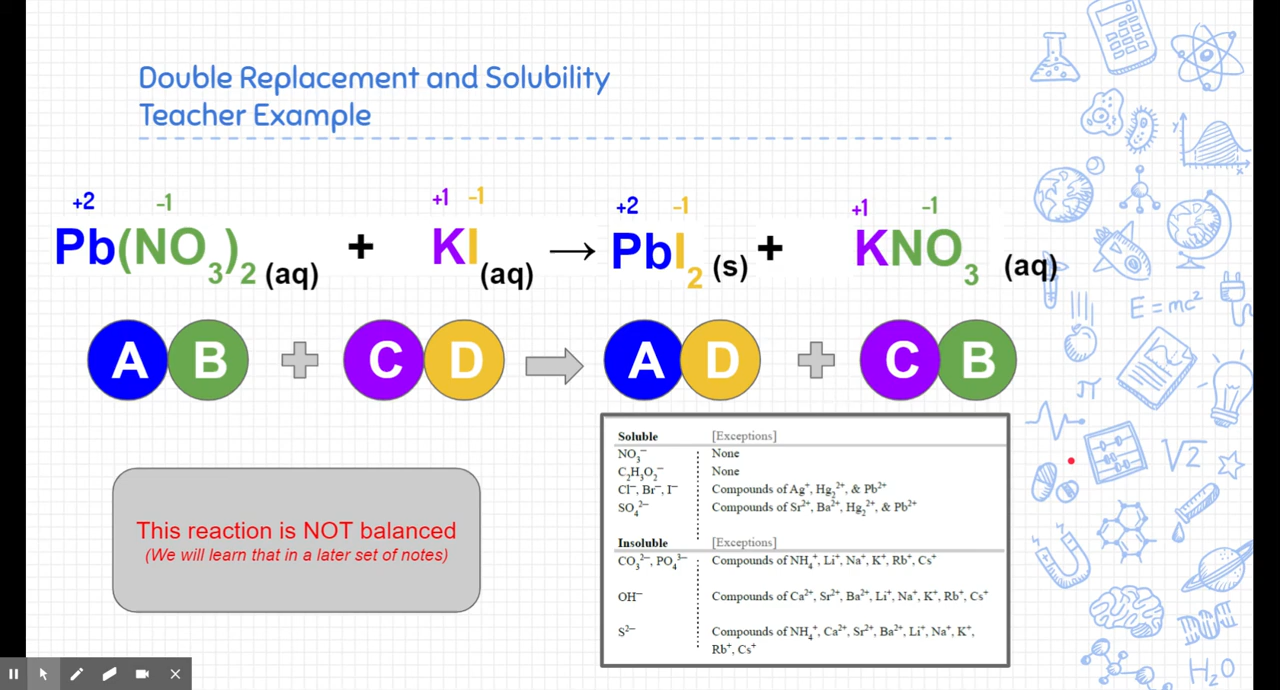 Double Replacement and Solubility
Teacher Example
+2 -1 +1 -1 +2 -1 +1 -1
Pb(NO₃)₂ (aq) + KI (aq) → PbI₂ (s) + KNO₃ (aq)
A B C D A D C B
This reaction is NOT balanced
(We will learn that in a later set of notes)
Soluble [Exceptions]
NO₃⁻ None
C₂H₃O₂⁻ None
Cl⁻, Br⁻, I⁻ Compounds of Ag⁺, Hg₂²⁺, & Pb²⁺
SO₄²⁻ Compounds of Sr²⁺, Ba²⁺, Hg₂²⁺, & Pb²⁺
Insoluble [Exceptions]
CO₃²⁻, PO₄³⁻ Compounds of NH₄⁺, Li⁺, Na⁺, K⁺, Rb⁺, Cs⁺
OH⁻ Compounds of Ca²⁺, Sr²⁺, Ba²⁺, Li⁺, Na⁺, K⁺, Rb⁺, Cs⁺
S²⁻ Compounds of NH₄⁺, Ca²⁺, Sr²⁺, Ba²⁺, Li⁺, Na⁺, K⁺,
Rb⁺, Cs⁺
y
x
E=mc²
π
√2
H₂O